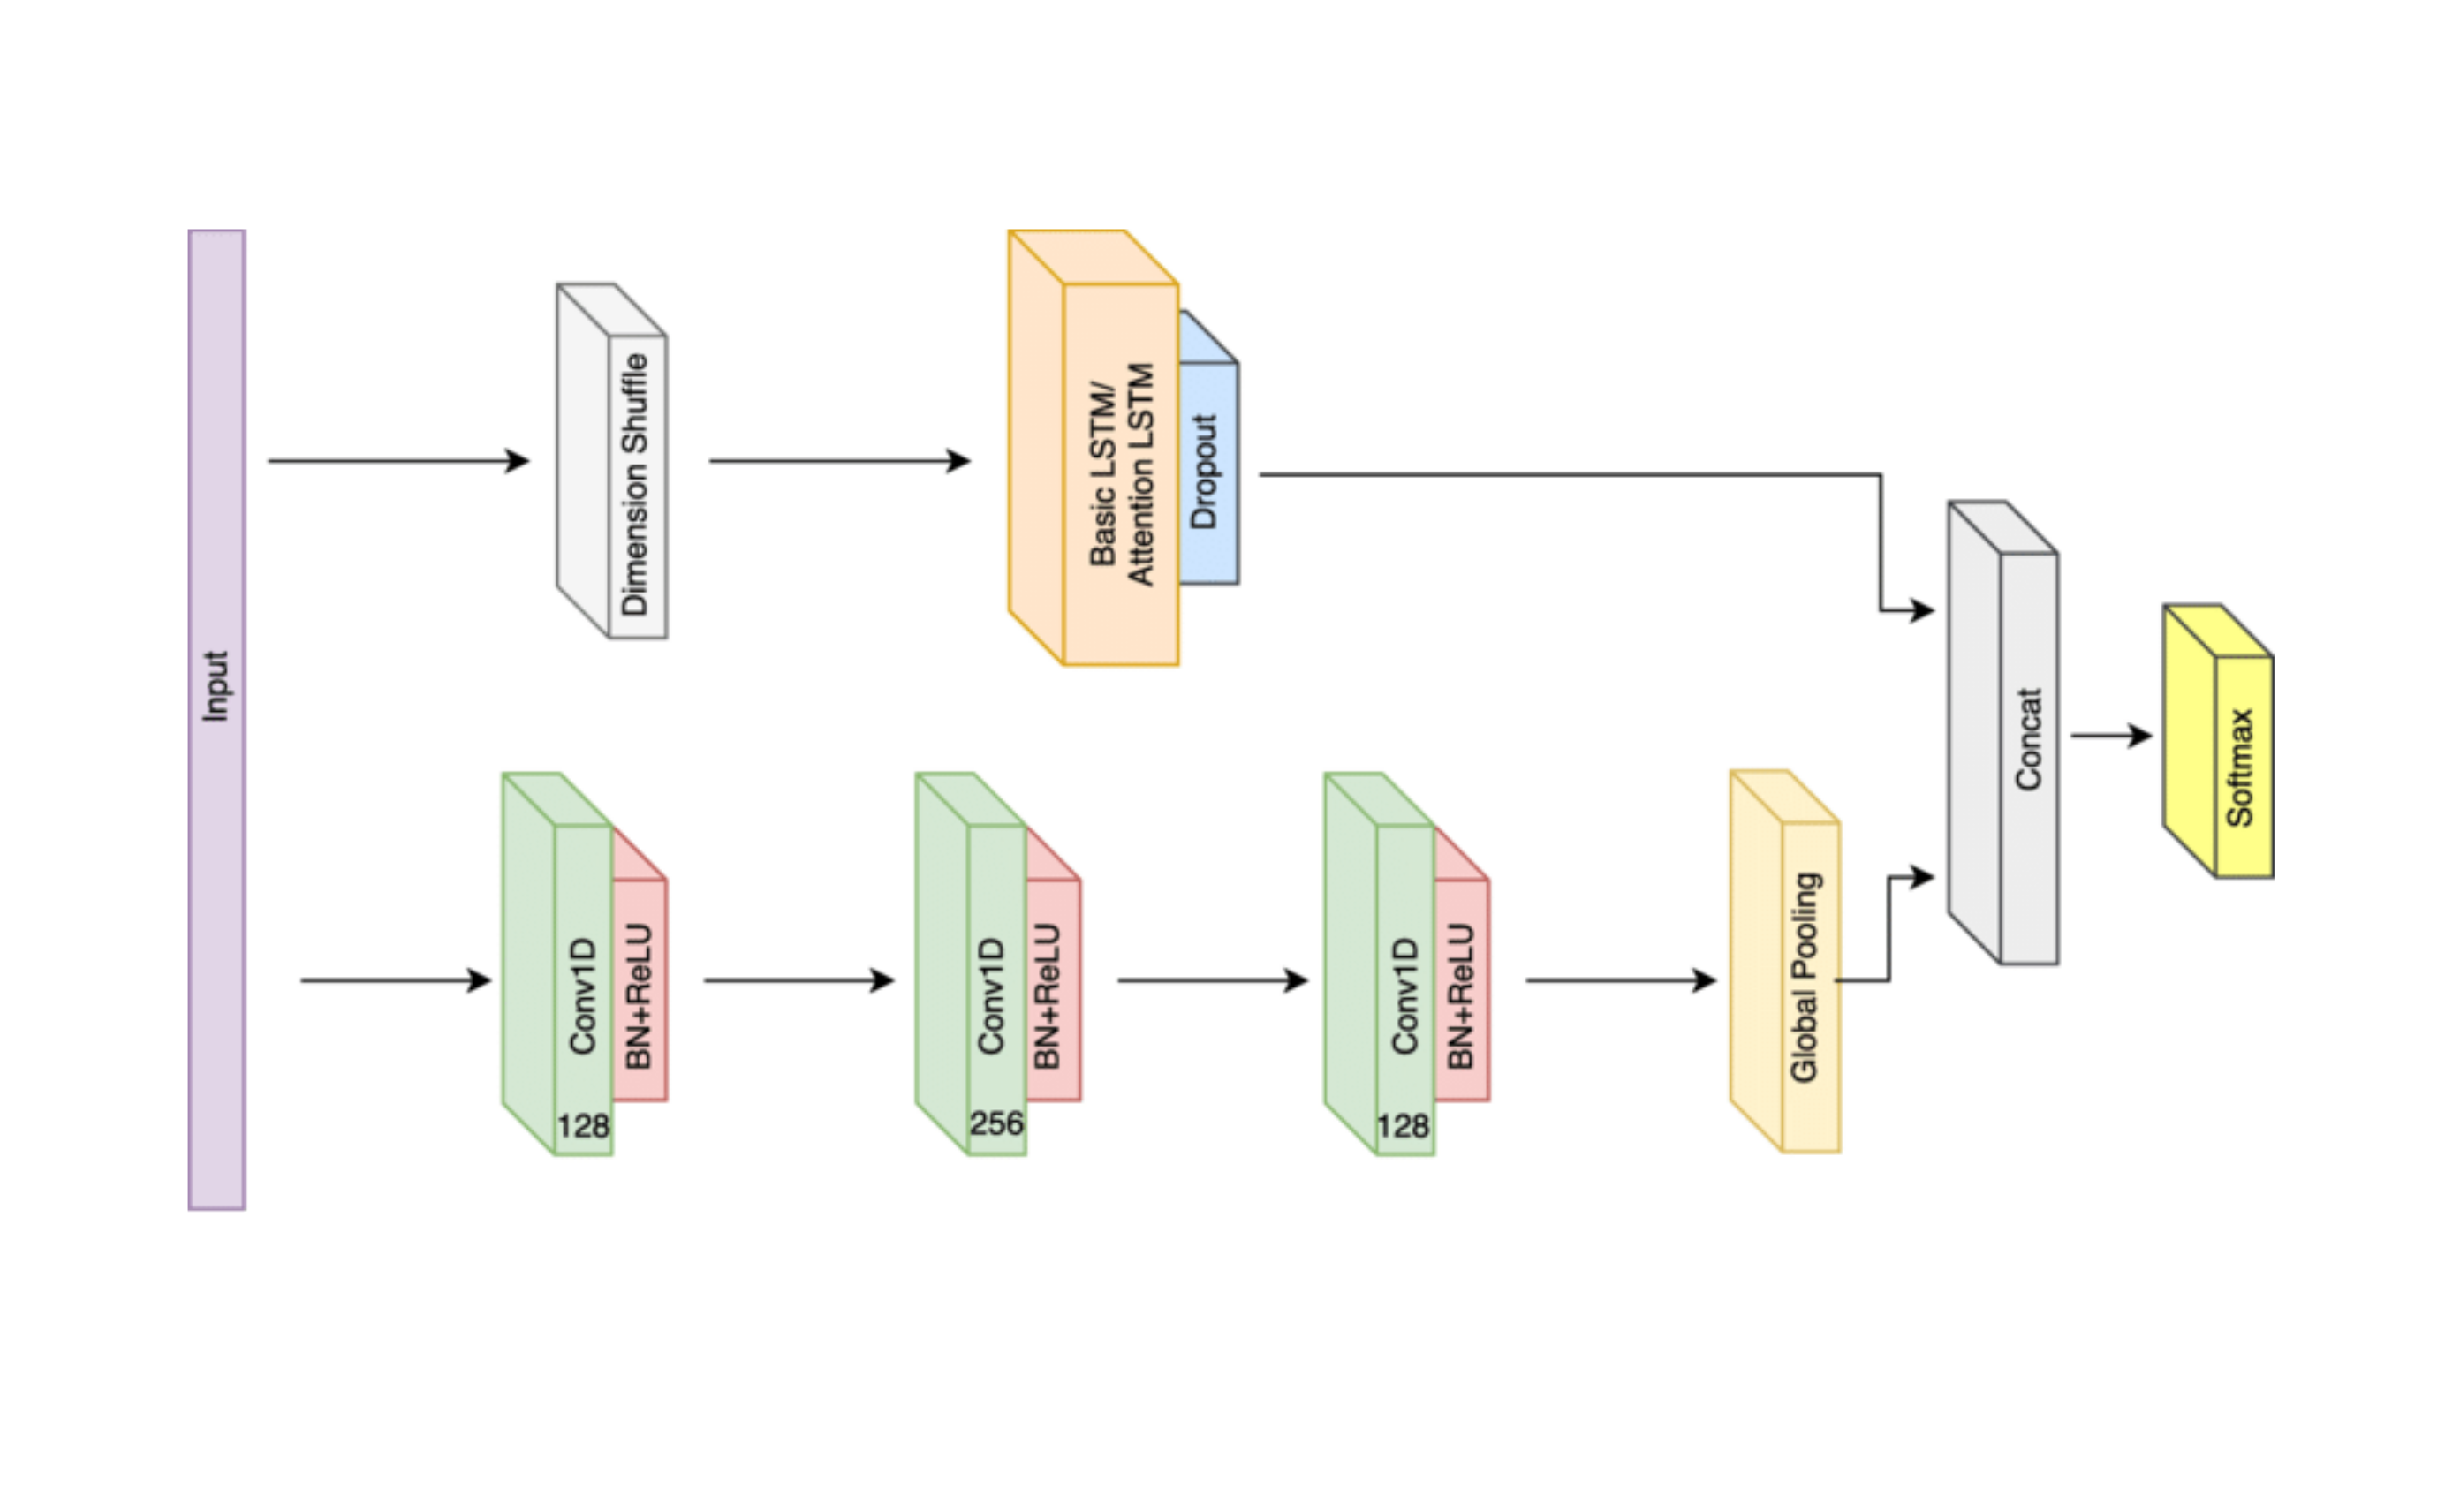 Input
Dimension Shuffle
Basic LSTM/
Attention LSTM
Dropout
Conv1D
128
BN+ReLU
Conv1D
256
BN+ReLU
Conv1D
128
BN+ReLU
Global Pooling
Concat
Softmax